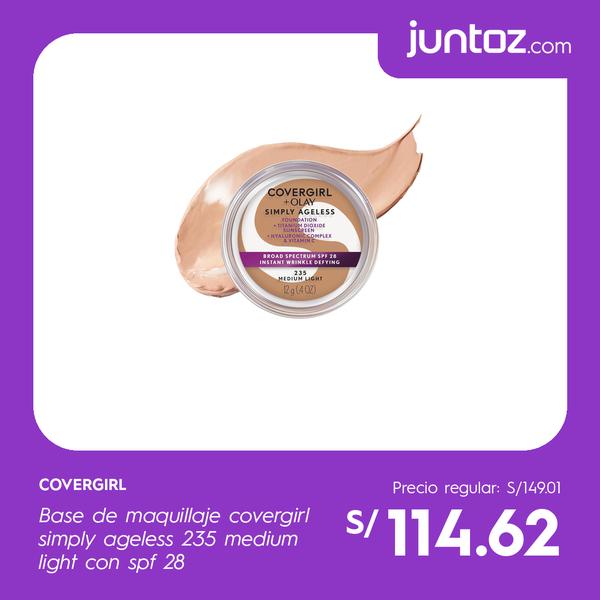 juntoz.com
COVERGIRL
+OLAY
SIMPLY AGELESS
FOUNDATION
+ TITANIUM DIOXIDE
SUNSCREEN
+ HYALURONIC COMPLEX
& VITAMIN C
BROAD SPECTRUM SPF 28
INSTANT WRINKLE DEFYING
235
MEDIUM LIGHT
12 g (.4 OZ)
COVERGIRL
Base de maquillaje covergirl
simply ageless 235 medium
light con spf 28
Precio regular: S/149.01
S/ 114.62